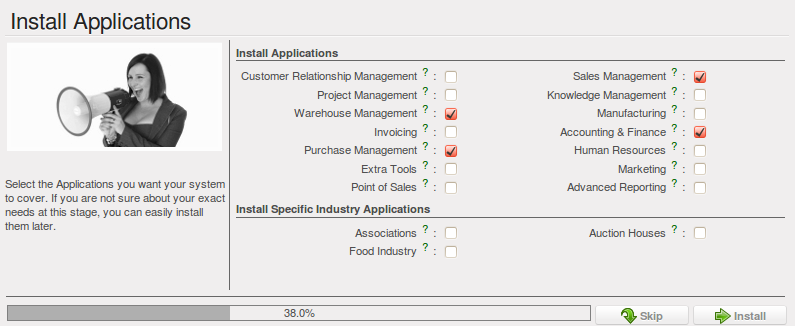 Install Applications
Install Applications
Customer Relationship Management ? : Sales Management ? :
Project Management ? : Knowledge Management ? :
Warehouse Management ? : Manufacturing ? :
Invoicing ? : Accounting & Finance ? :
Purchase Management ? : Human Resources ? :
Extra Tools ? : Marketing ? :
Point of Sales ? : Advanced Reporting ? :
Select the Applications you want your system
to cover. If you are not sure about your exact
needs at this stage, you can easily install
them later.
Install Specific Industry Applications
Associations ? : Auction Houses ? :
Food Industry ? :
38.0%
Skip
Install